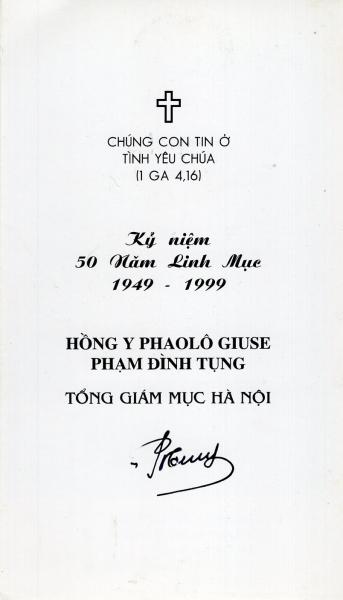 CHÚNG CON TIN Ở
TÌNH YÊU CHÚA
(1 GA 4,16)
Kỷ niệm
50 Năm Linh Mục
1949 - 1999
HỒNG Y PHAOLÔ GIUSE
PHẠM ĐÌNH TỤNG
TỔNG GIÁM MỤC HÀ NỘI